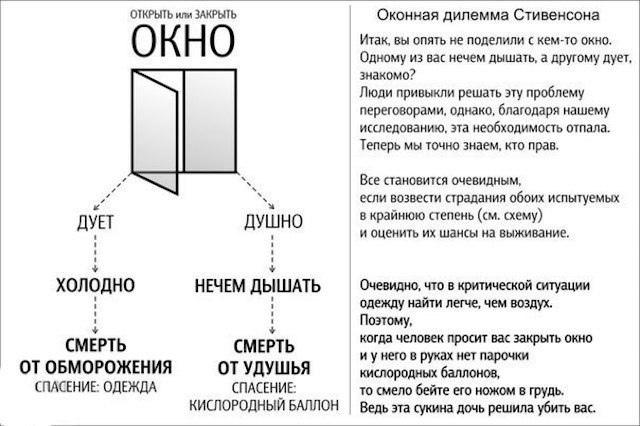 ОТКРЫТЬ или ЗАКРЫТЬ
ОКНО
ДУЕТ
ДУШНО
ХОЛОДНО
НЕЧЕМ ДЫШАТЬ
СМЕРТЬ
ОТ ОБМОРОЖЕНИЯ
СПАСЕНИЕ: ОДЕЖДА
СМЕРТЬ
ОТ УДУШЬЯ
СПАСЕНИЕ:
КИСЛОРОДНЫЙ БАЛЛОН
Оконная дилемма Стивенсона
Итак, вы опять не поделили с кем-то окно.
Одному из вас нечем дышать, а другому дует,
знакомо?
Люди привыкли решать эту проблему
переговорами, однако, благодаря нашему
исследованию, эта необходимость отпала.
Теперь мы точно знаем, кто прав.
Все становится очевидным,
если возвести страдания обоих испытуемых
в крайнюю степень (см. схему)
и оценить их шансы на выживание.
Очевидно, что в критической ситуации
одежду найти легче, чем воздух.
Поэтому,
когда человек просит вас закрыть окно
и у него в руках нет парочки
кислородных баллонов,
то смело бейте его ножом в грудь.
Ведь эта сукина дочь решила убить вас.